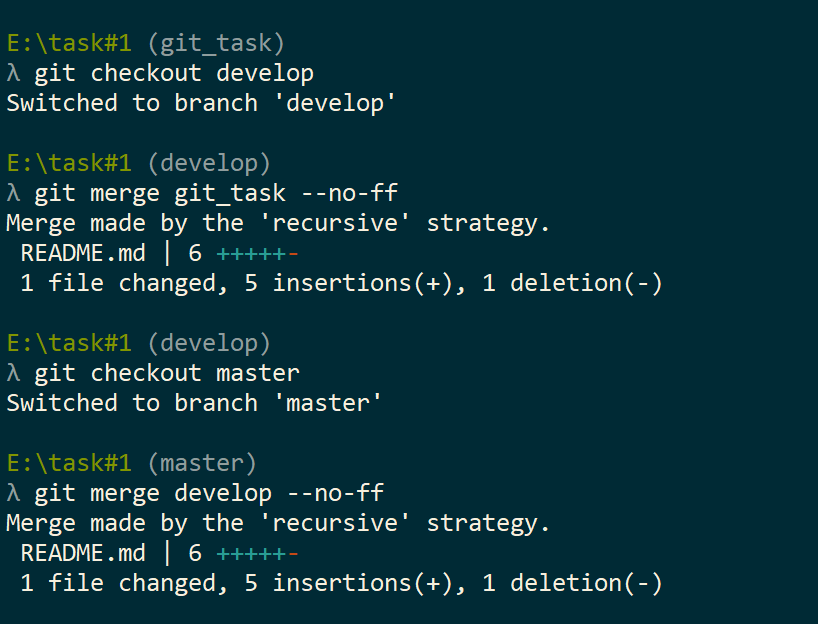 E:\task#1 (git_task)
λ git checkout develop
Switched to branch 'develop'
E:\task#1 (develop)
λ git merge git_task --no-ff
Merge made by the 'recursive' strategy.
README.md | 6 +++++-
1 file changed, 5 insertions(+), 1 deletion(-)
E:\task#1 (develop)
λ git checkout master
Switched to branch 'master'
E:\task#1 (master)
λ git merge develop --no-ff
Merge made by the 'recursive' strategy.
README.md | 6 +++++-
1 file changed, 5 insertions(+), 1 deletion(-)